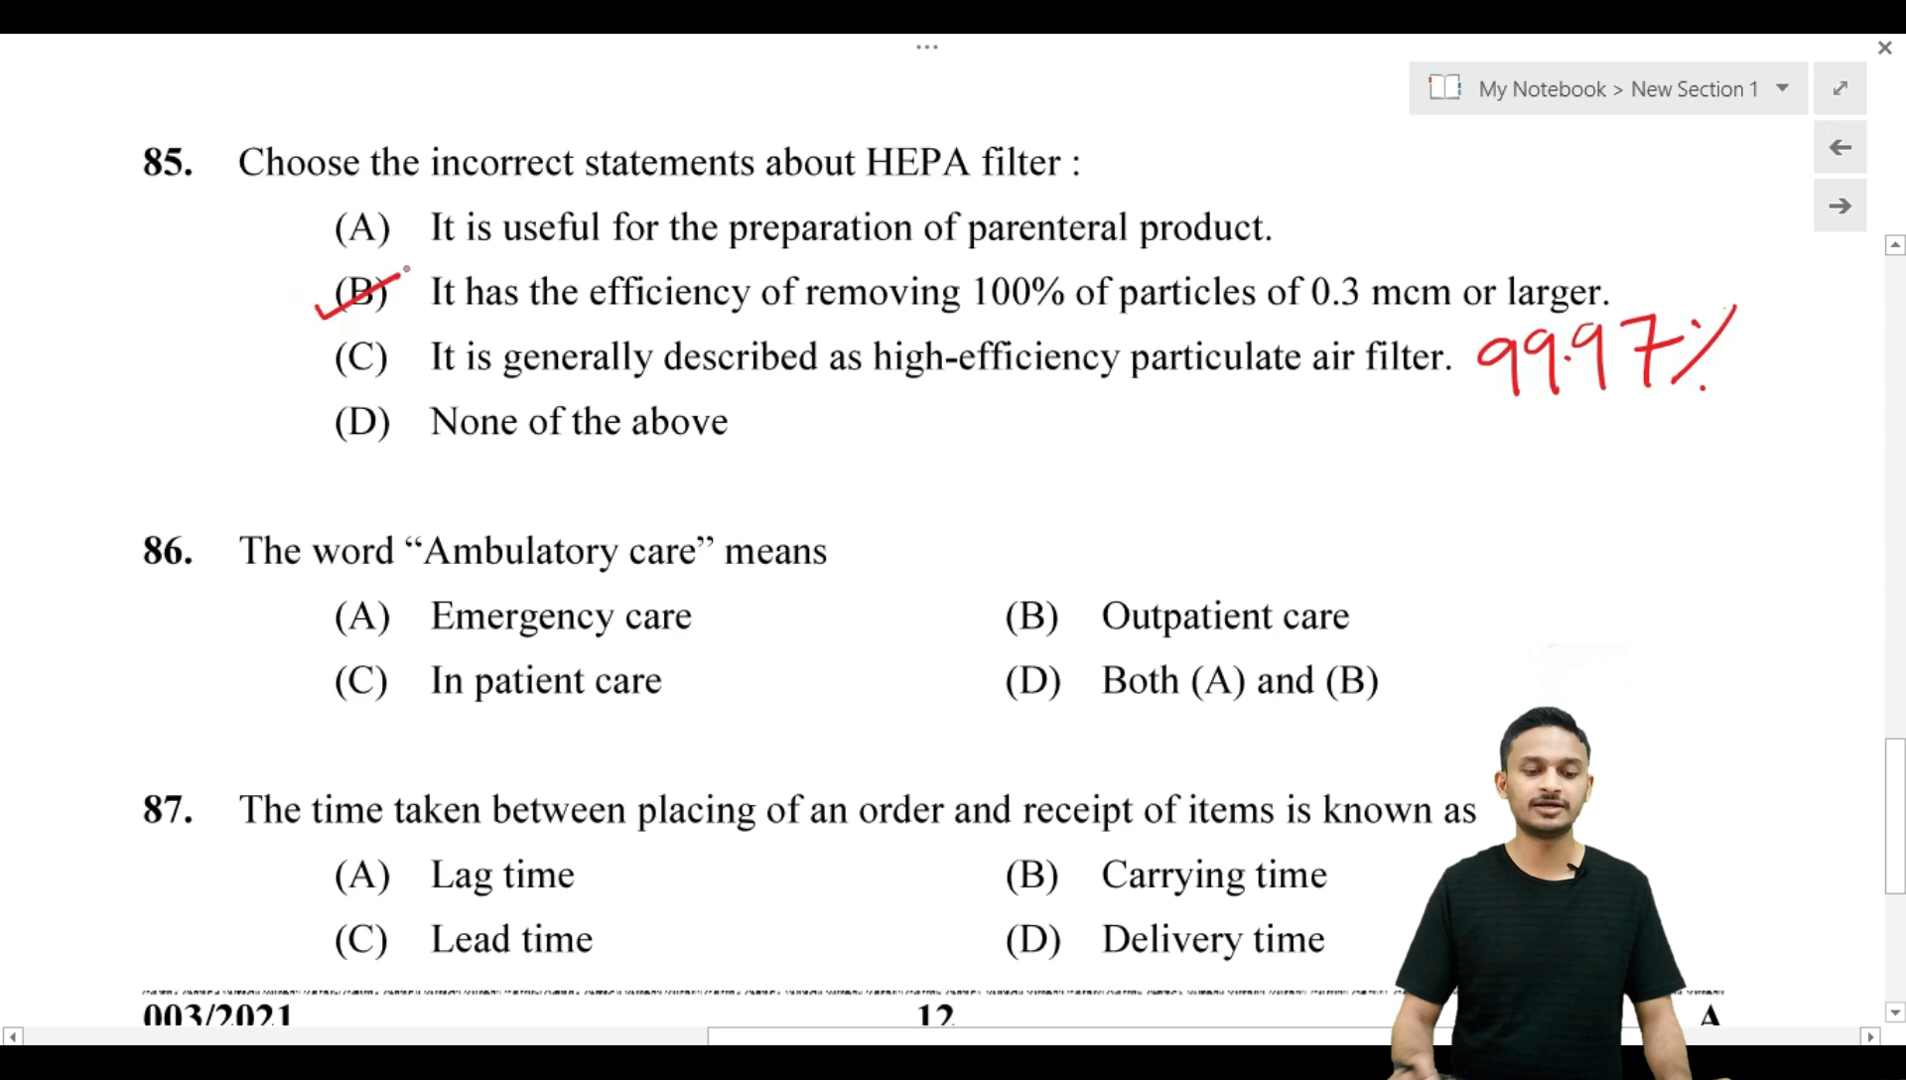 ...
My Notebook > New Section 1
85. Choose the incorrect statements about HEPA filter :
(A) It is useful for the preparation of parenteral product.
(B) It has the efficiency of removing 100% of particles of 0.3 mcm or larger.
(C) It is generally described as high-efficiency particulate air filter. 99.97%
(D) None of the above
86. The word “Ambulatory care” means
(A) Emergency care (B) Outpatient care
(C) In patient care (D) Both (A) and (B)
87. The time taken between placing of an order and receipt of items is known as
(A) Lag time (B) Carrying time
(C) Lead time (D) Delivery time
003/2021 12 A